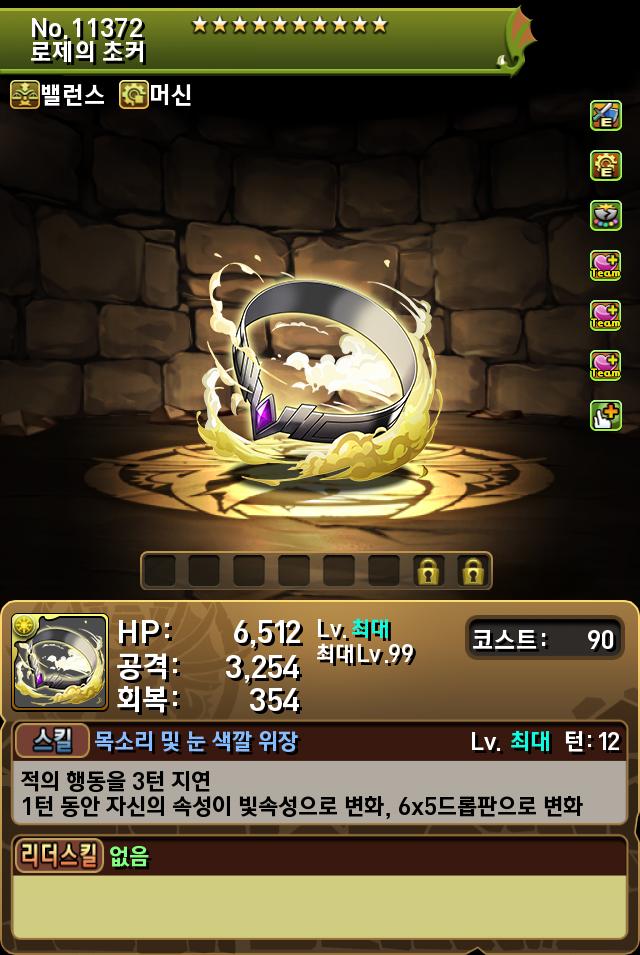 No.11372
로제의 초커
밸런스 머신
E
E
Team
Team
Team
HP: 6,512 Lv.최대 코스트: 90
공격: 3,254 최대Lv.99
회복: 354
스킬 목소리 및 눈 색깔 위장 Lv. 최대 턴: 12
적의 행동을 3턴 지연
1턴 동안 자신의 속성이 빛속성으로 변화, 6x5드롭판으로 변화
리더스킬 없음